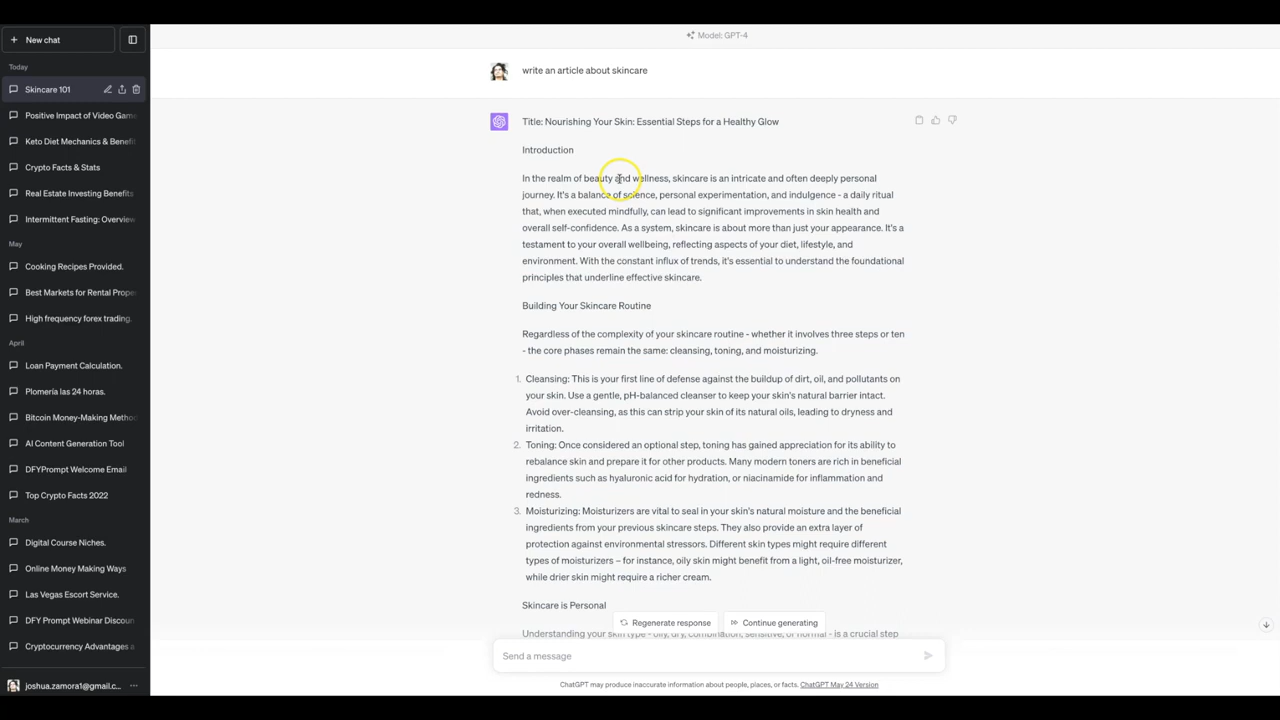 New chat
Today
Skincare 101
Positive Impact of Video Game
Keto Diet Mechanics & Benefit
Crypto Facts & Stats
Real Estate Investing Header
Intermittent Fasting: Overview
May
Cooking Recipes Provided.
Best Markets for Rental Prope
High frequency forex trading.
April
Loan Payment Calculation.
Plomería las 24 horas.
Bitcoin Money-Making Metho
AI Content Generation Tool
DFYPrompt Welcome Email
Top Crypto Facts 2022
March
Digital Course Niches.
Online Money Making Ways
Las Vegas Escort Service.
DFY Prompt Webinar Discoun
Cryptocurrency Advantages a
joshua.zamora1@gmail.c...
Model: GPT-4
write an article about skincare
Title: Nourishing Your Skin: Essential Steps for a Healthy Glow
Introduction
In the realm of beauty and wellness, skincare is an intricate and often deeply personal
journey. It's a balance of science, personal experimentation, and indulgence - a daily ritual
that, when executed mindfully, can lead to significant improvements in skin health and
overall self-confidence. As a system, skincare is about more than just your appearance. It's a
testament to your overall wellbeing, reflecting aspects of your diet, lifestyle, and
environment. With the constant influx of trends, it's essential to understand the foundational
principles that underline effective skincare.
Building Your Skincare Routine
Regardless of the complexity of your skincare routine - whether it involves three steps or ten
- the core phases remain the same: cleansing, toning, and moisturizing.
1. Cleansing: This is your first line of defense against the buildup of dirt, oil, and pollutants on
your skin. Use a gentle, pH-balanced cleanser to keep your skin's natural barrier intact.
Avoid over-cleansing, as this can strip your skin of its natural oils, leading to dryness and
irritation.
2. Toning: Once considered an optional step, toning has gained appreciation for its ability to
rebalance skin and prepare it for other products. Many modern toners are rich in beneficial
ingredients such as hyaluronic acid for hydration, or niacinamide for inflammation and
redness.
3. Moisturizing: Moisturizers are vital to seal in your skin's natural moisture and the beneficial
ingredients from your previous skincare steps. They also provide an extra layer of
protection against environmental stressors. Different skin types might require different
types of moisturizers – for instance, oily skin might benefit from a light, oil-free moisturizer,
while drier skin might require a richer cream.
Skincare is Personal
Understanding your skin type - oily, dry, combination, sensitive, or normal - is a crucial step
Regenerate response
Continue generating
Send a message
ChatGPT may produce inaccurate information about people, places, or facts. ChatGPT May 24 Version